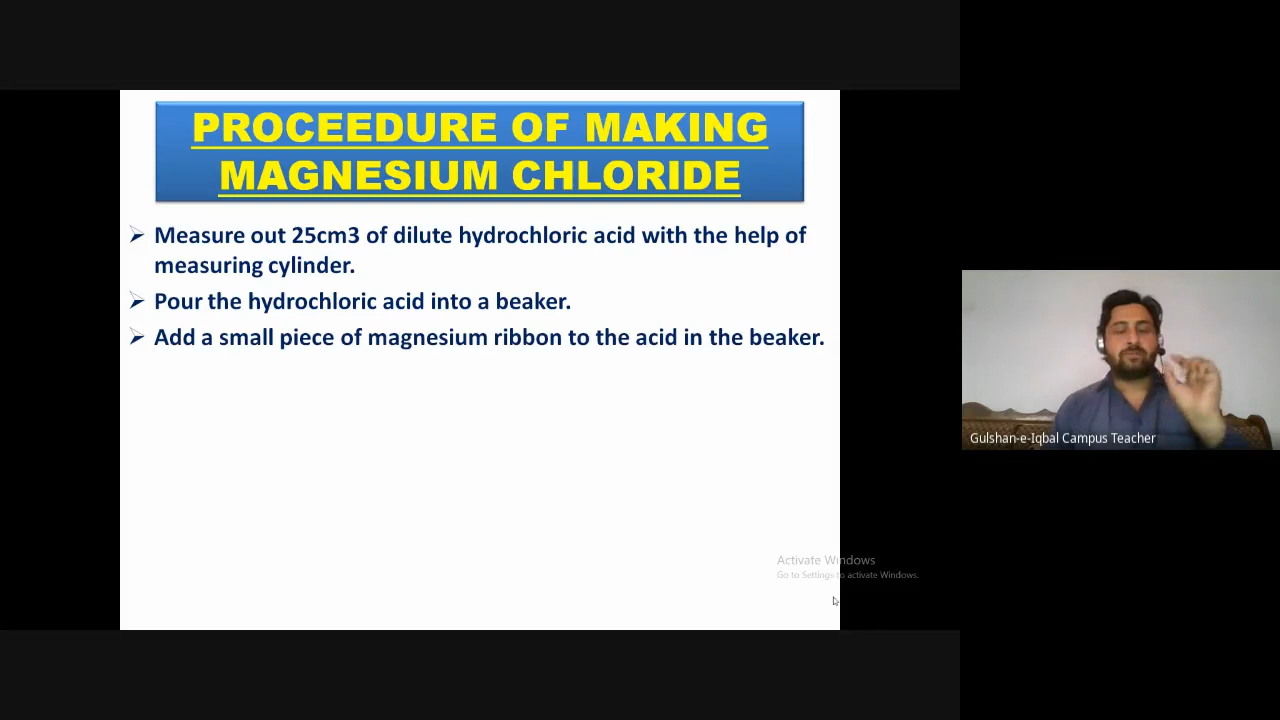 PROCEEDURE OF MAKING
MAGNESIUM CHLORIDE
Measure out 25cm3 of dilute hydrochloric acid with the help of
measuring cylinder.
Pour the hydrochloric acid into a beaker.
Add a small piece of magnesium ribbon to the acid in the beaker.
Gulshan-e-Iqbal Campus Teacher
Activate Windows
Go to Settings to activate Windows.